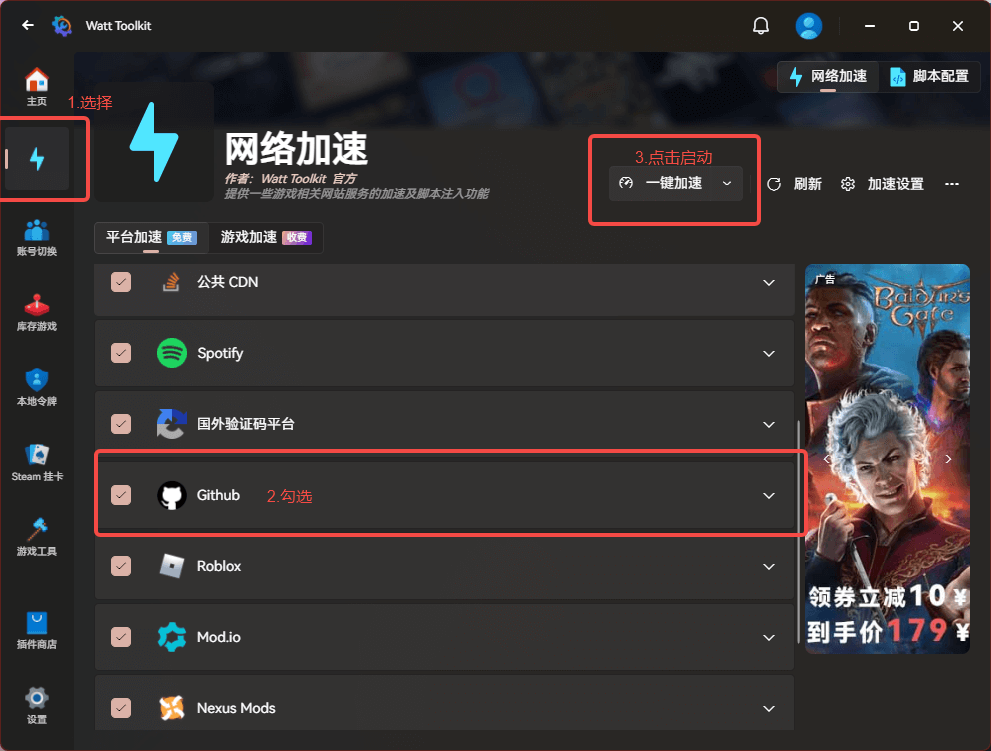 Watt Toolkit
网络加速
脚本配置
主页
1.选择
网络加速
作者：Watt Toolkit 官方
提供一些游戏相关网站服务的加速及脚本注入功能
3.点击启动
一键加速
刷新
加速设置
账号切换
平台加速 免费
游戏加速 收费
公共 CDN
广告
Baldur's Gate
库存游戏
Spotify
本地令牌
国外验证码平台
Steam 挂卡
Github
2.勾选
游戏工具
Roblox
领券立减10¥
到手价179¥
插件商店
Mod.io
设置
Nexus Mods